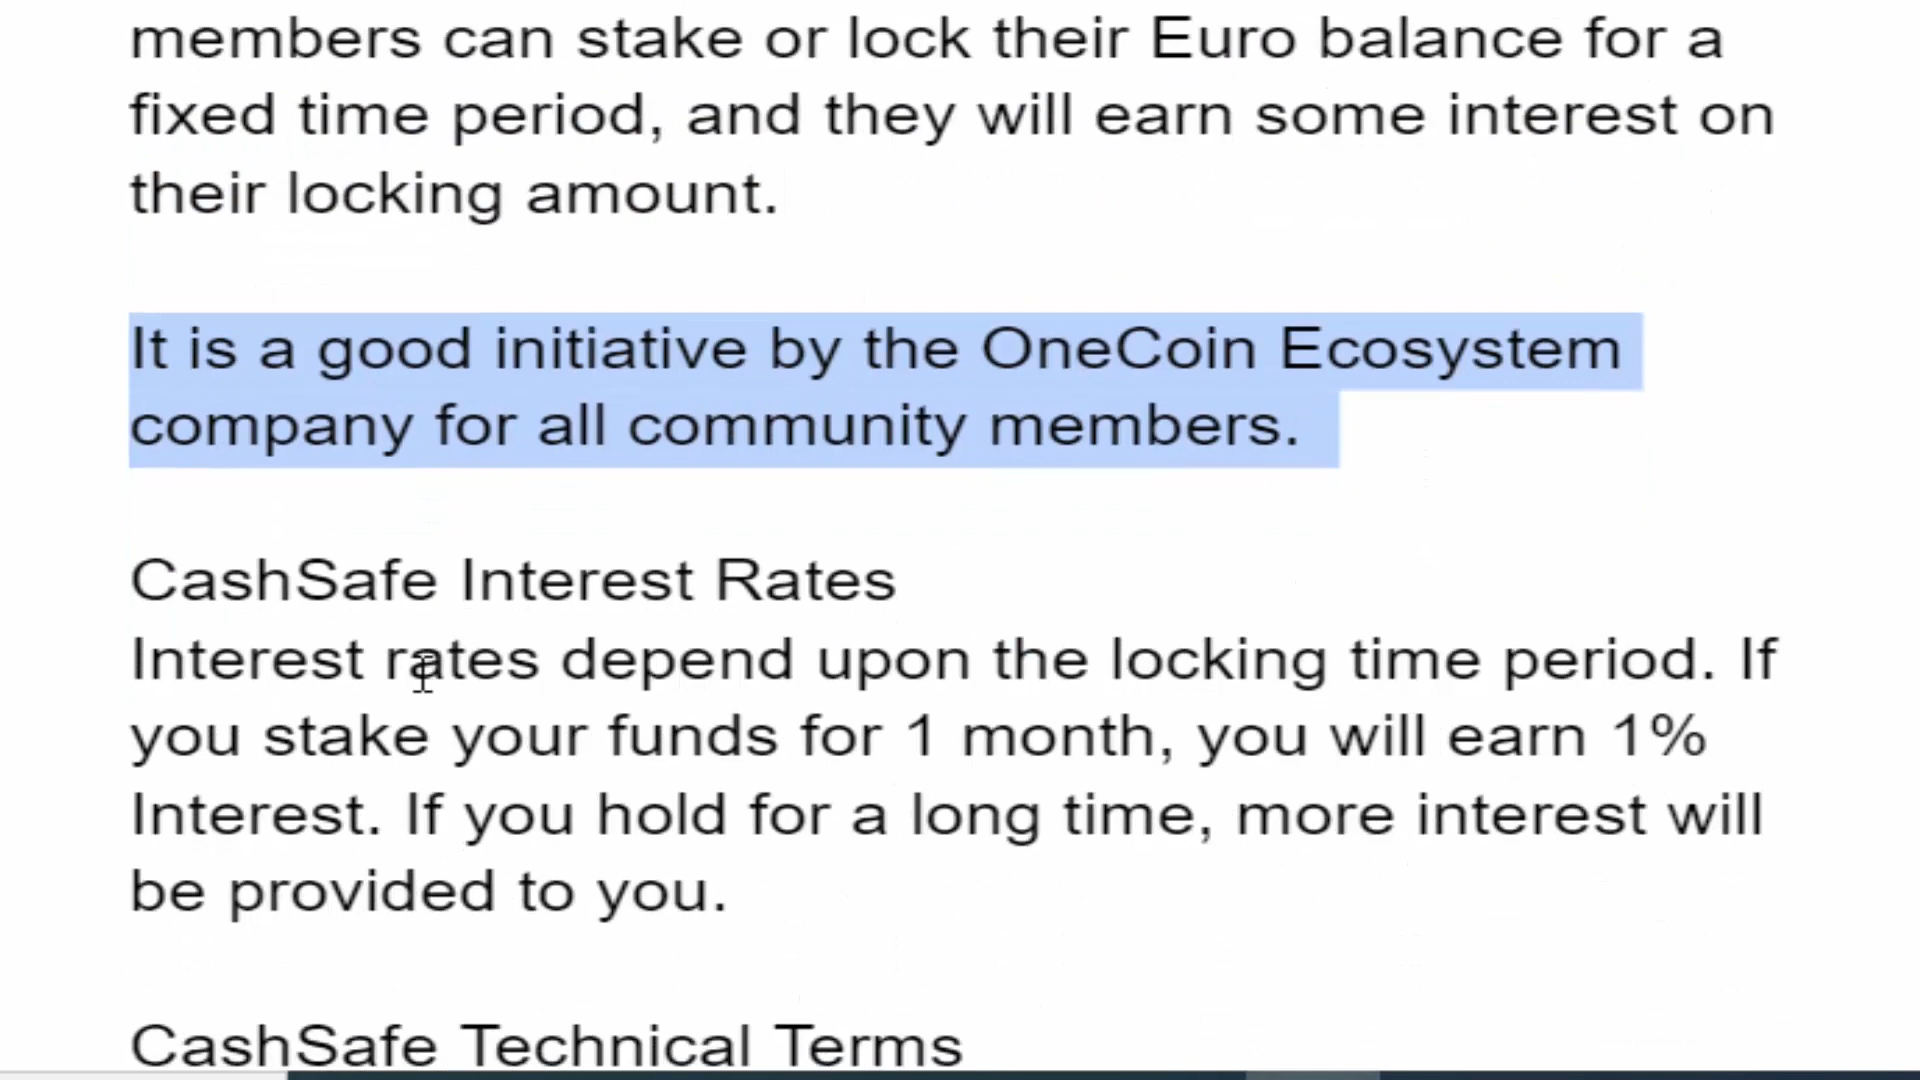 members can stake or lock their Euro balance for a
fixed time period, and they will earn some interest on
their locking amount.
It is a good initiative by the OneCoin Ecosystem
company for all community members.
CashSafe Interest Rates
Interest rates depend upon the locking time period. If
you stake your funds for 1 month, you will earn 1%
Interest. If you hold for a long time, more interest will
be provided to you.
CashSafe Technical Terms